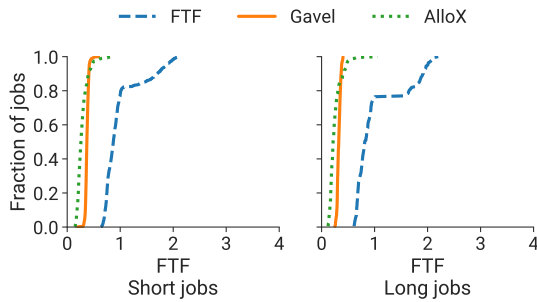 FTF Gavel AlloX
Fraction of jobs
1.0
0.8
0.6
0.4
0.2
0.0
0 1 2 3 4
FTF
Short jobs
0 1 2 3 4
FTF
Long jobs